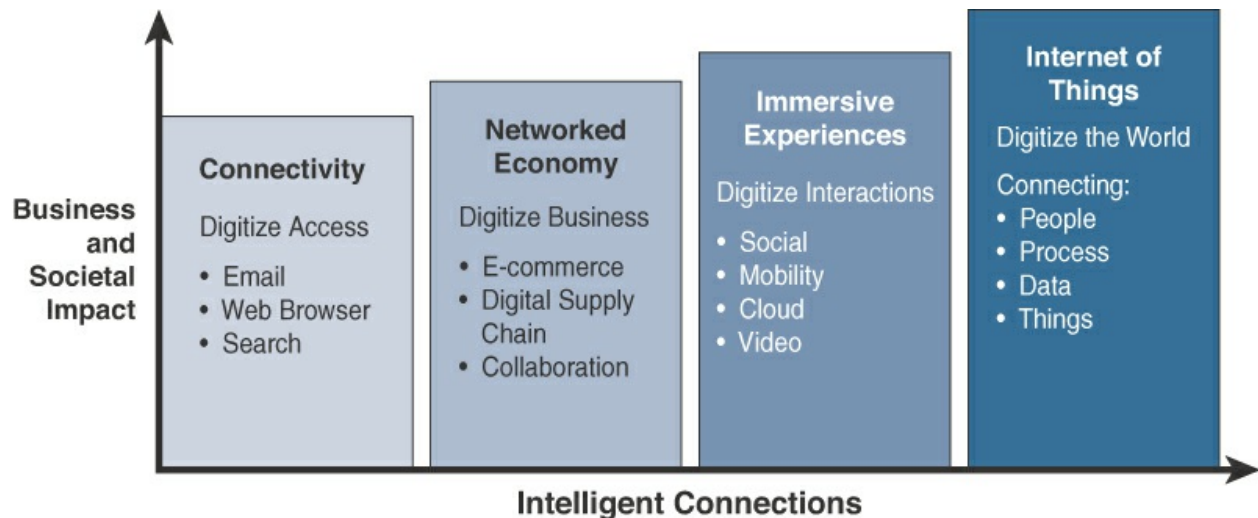 Business
and
Societal
Impact
Connectivity
Digitize Access
• Email
• Web Browser
• Search
Networked
Economy
Digitize Business
• E-commerce
• Digital Supply
Chain
• Collaboration
Immersive
Experiences
Digitize Interactions
• Social
• Mobility
• Cloud
• Video
Internet of
Things
Digitize the World
Connecting:
• People
• Process
• Data
• Things
Intelligent Connections